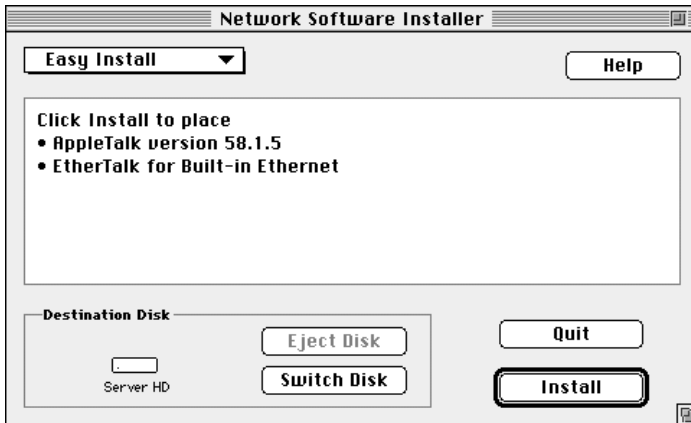 Network Software Installer
Easy Install
Help
Click Install to place
• AppleTalk version 58.1.5
• EtherTalk for Built-in Ethernet
Destination Disk
Eject Disk
Server HD
Switch Disk
Quit
Install